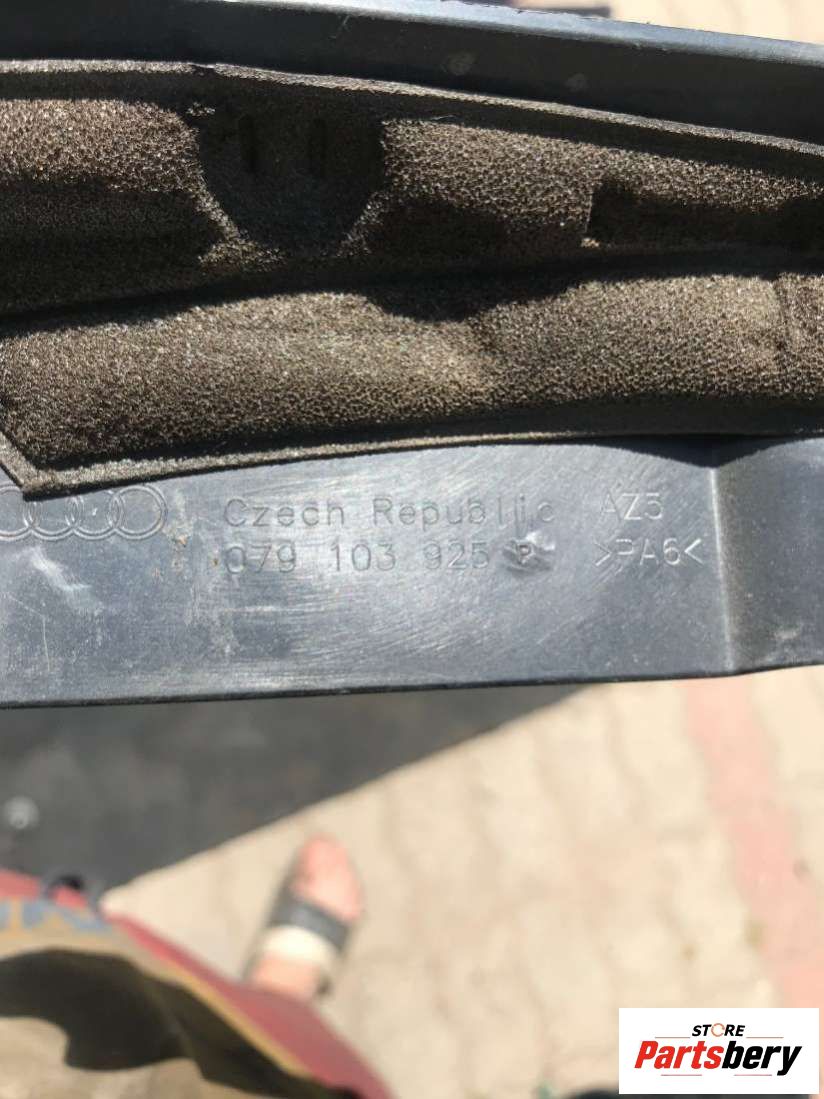 Czech Republic AZ5
079 103 925 P >PA6<
STORE
Partsbery